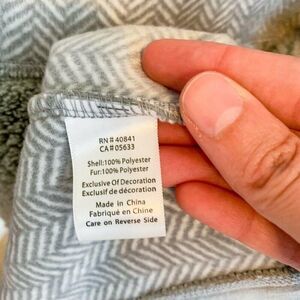 RN# 40841
CA# 05633
Shell:100% Polyester
Fur:100% Polyester
Exclusive Of Decoration
Exclusif de décoration
Made in China
Fabriqué en Chine
Care on Reverse Side